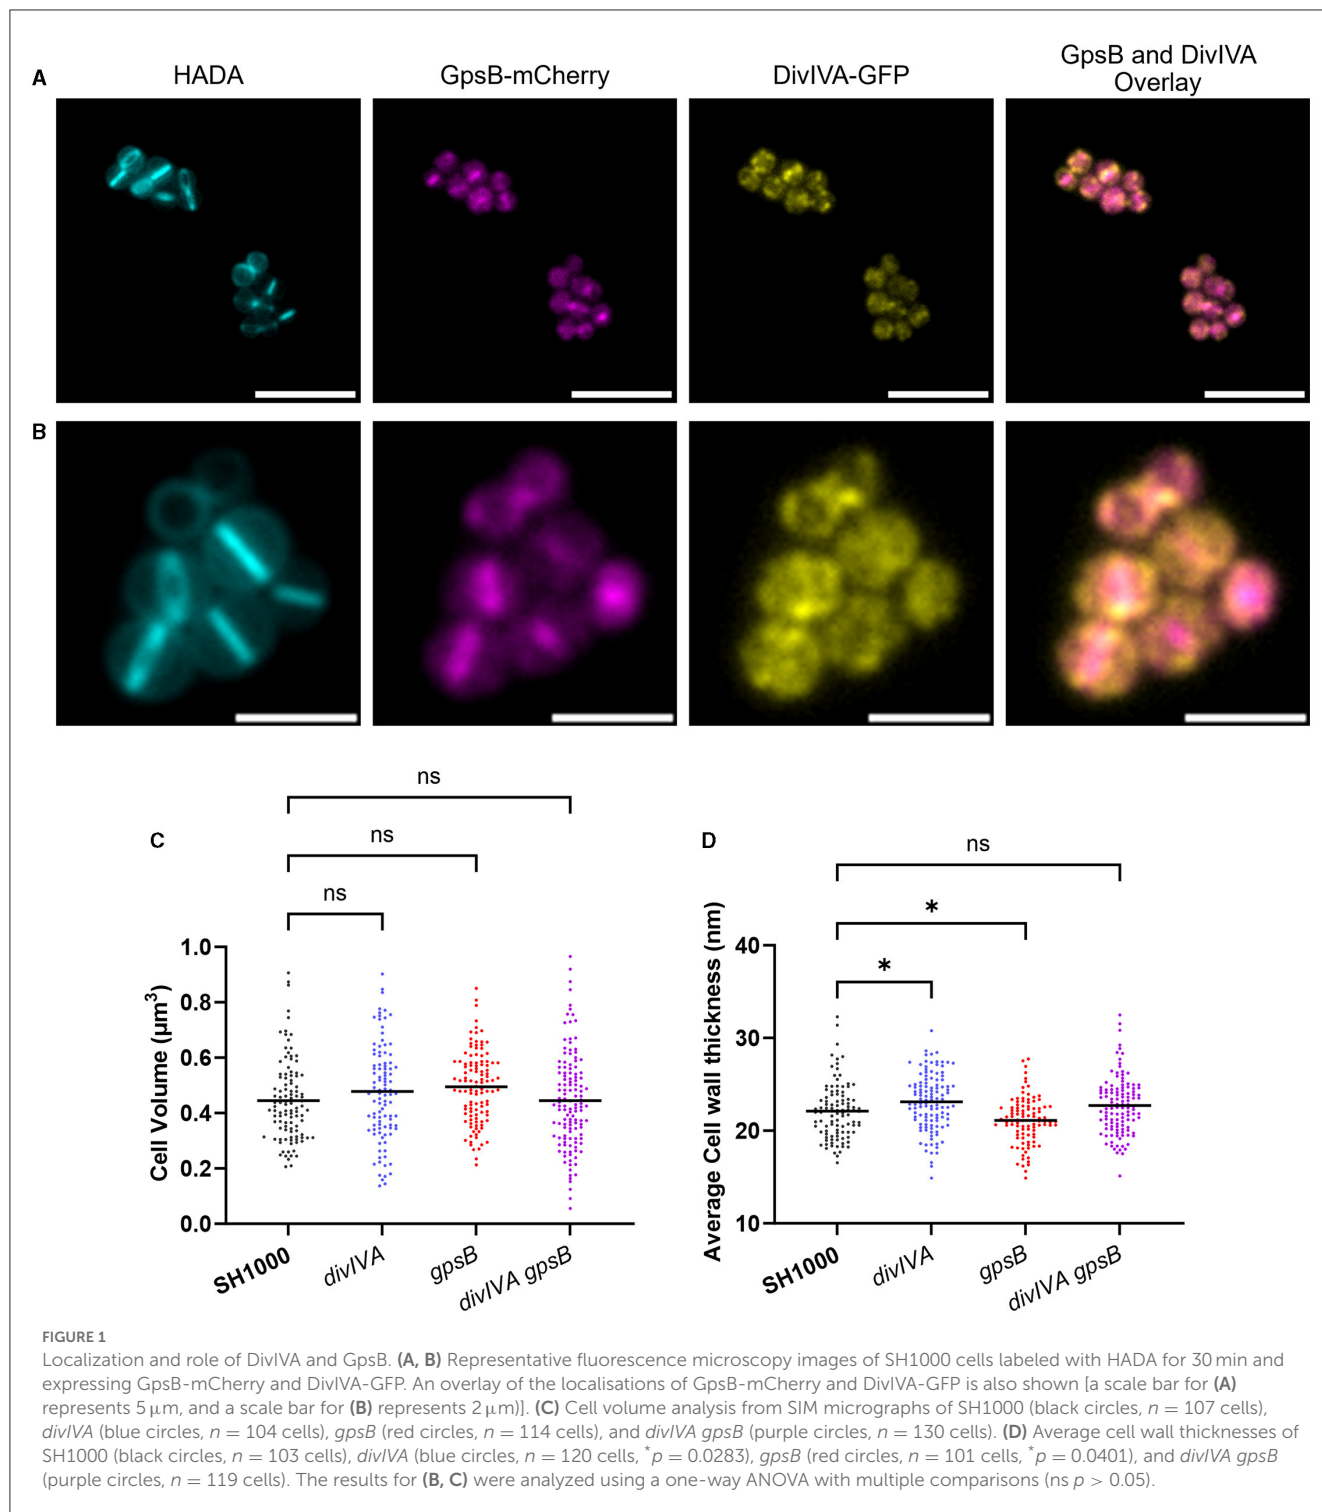 A
HADA
GpsB-mCherry
DivIVA-GFP
GpsB and DivIVA
Overlay
B
C
ns
ns
ns
Cell Volume (µm³)
1.0
0.8
0.6
0.4
0.2
0.0
SH1000
divIVA
gpsB
divIVA gpsB
D
ns
*
*
Average Cell wall thickness (nm)
40
30
20
10
SH1000
divIVA
gpsB
divIVA gpsB
FIGURE 1
Localization and role of DivIVA and GpsB. (A, B) Representative fluorescence microscopy images of SH1000 cells labeled with HADA for 30 min and
expressing GpsB-mCherry and DivIVA-GFP. An overlay of the localisations of GpsB-mCherry and DivIVA-GFP is also shown [a scale bar for (A)
represents 5 µm, and a scale bar for (B) represents 2 µm)]. (C) Cell volume analysis from SIM micrographs of SH1000 (black circles, n = 107 cells),
divIVA (blue circles, n = 104 cells), gpsB (red circles, n = 114 cells), and divIVA gpsB (purple circles, n = 130 cells). (D) Average cell wall thicknesses of
SH1000 (black circles, n = 103 cells), divIVA (blue circles, n = 120 cells, *p = 0.0283), gpsB (red circles, n = 101 cells, *p = 0.0401), and divIVA gpsB
(purple circles, n = 119 cells). The results for (B, C) were analyzed using a one-way ANOVA with multiple comparisons (ns p > 0.05).